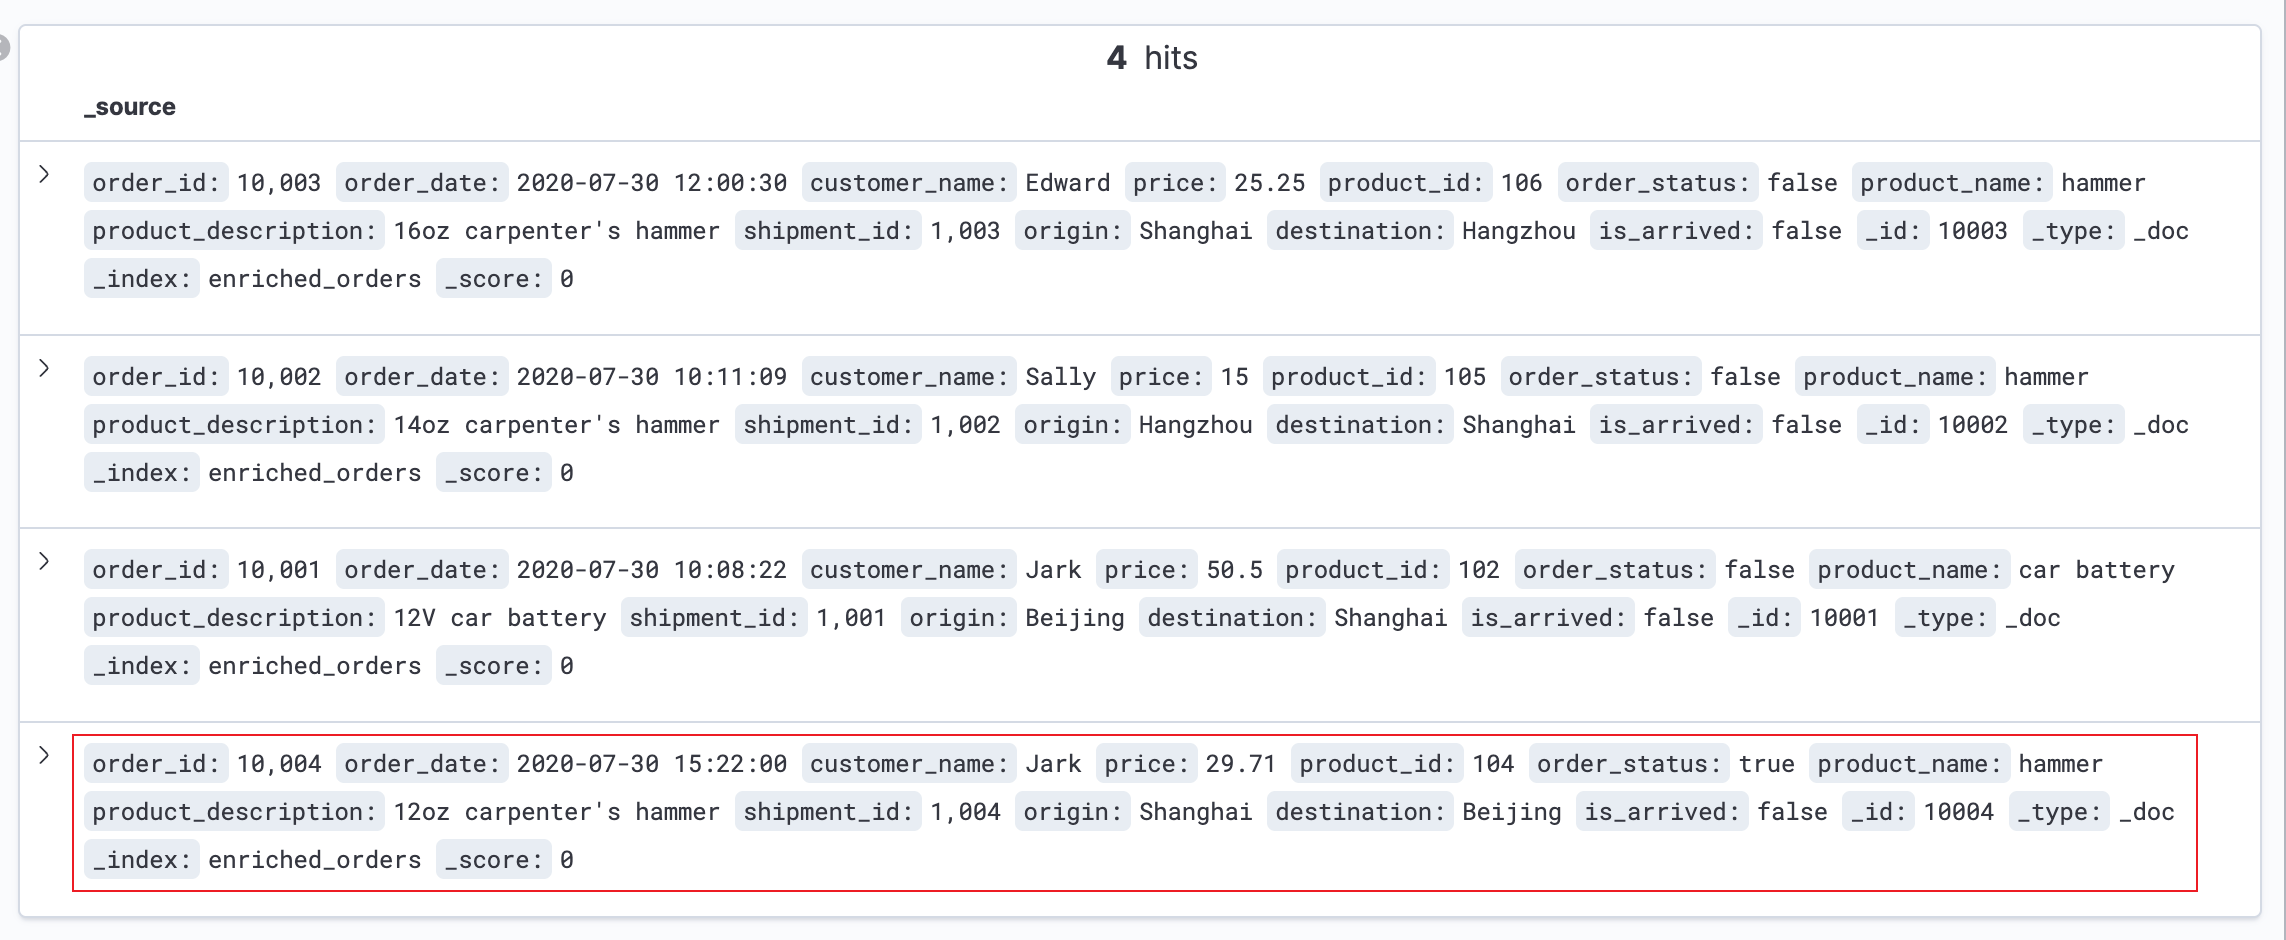 4 hits
_source
order_id: 10,003 order_date: 2020-07-30 12:00:30 customer_name: Edward price: 25.25 product_id: 106 order_status: false product_name: hammer
product_description: 16oz carpenter's hammer shipment_id: 1,003 origin: Shanghai destination: Hangzhou is_arrived: false _id: 10003 _type: _doc
_index: enriched_orders _score: 0
order_id: 10,002 order_date: 2020-07-30 10:11:09 customer_name: Sally price: 15 product_id: 105 order_status: false product_name: hammer
product_description: 14oz carpenter's hammer shipment_id: 1,002 origin: Hangzhou destination: Shanghai is_arrived: false _id: 10002 _type: _doc
_index: enriched_orders _score: 0
order_id: 10,001 order_date: 2020-07-30 10:08:22 customer_name: Jark price: 50.5 product_id: 102 order_status: false product_name: car battery
product_description: 12V car battery shipment_id: 1,001 origin: Beijing destination: Shanghai is_arrived: false _id: 10001 _type: _doc
_index: enriched_orders _score: 0
order_id: 10,004 order_date: 2020-07-30 15:22:00 customer_name: Jark price: 29.71 product_id: 104 order_status: true product_name: hammer
product_description: 12oz carpenter's hammer shipment_id: 1,004 origin: Shanghai destination: Beijing is_arrived: false _id: 10004 _type: _doc
_index: enriched_orders _score: 0